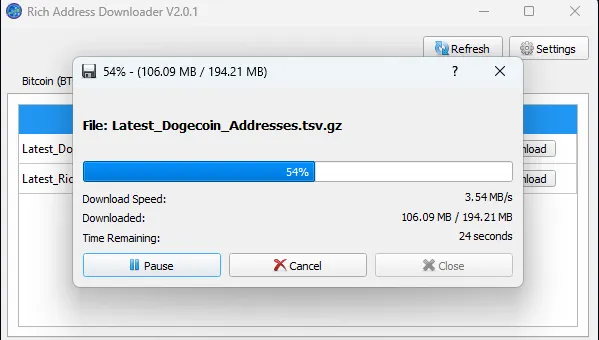 Rich Address Downloader V2.0.1
Refresh
Settings
54% - (106.09 MB / 194.21 MB)
?
Bitcoin (BT
File: Latest_Dogecoin_Addresses.tsv.gz
Latest_Do
nload
54%
Latest_Ric
nload
Download Speed: 3.54 MB/s
Downloaded: 106.09 MB / 194.21 MB
Time Remaining: 24 seconds
Pause
Cancel
Close